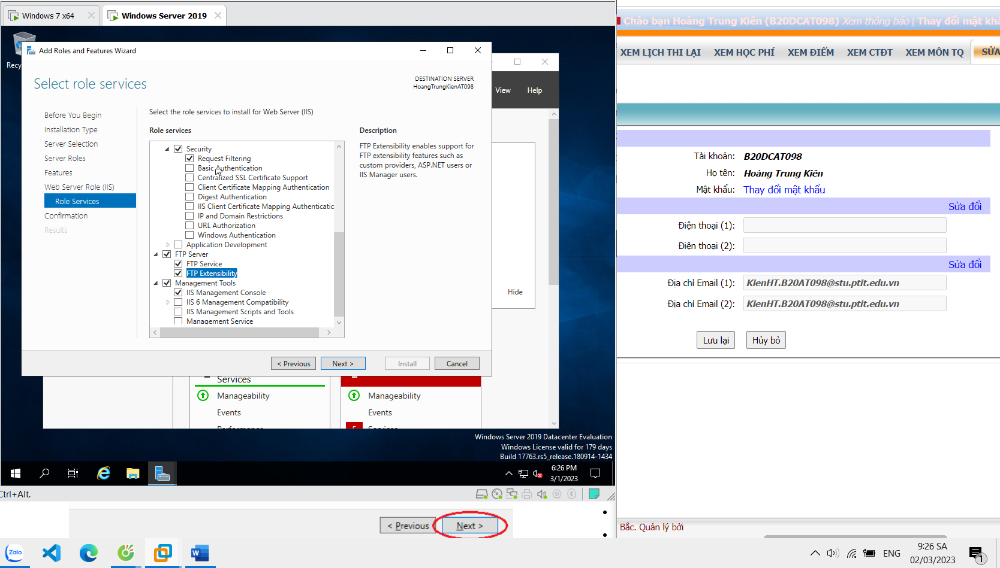 Windows 7 x64
Windows Server 2019
Chào bạn Hoàng Trung Kiên (B20DCAT098) Xem thông báo | Thay đổi mật khẩ
XEM LỊCH THI LẠI XEM HỌC PHÍ XEM ĐIỂM XEM CTĐT XEM MÔN TQ SỬA
Recy
Add Roles and Features Wizard
Select role services
DESTINATION SERVER
HoangTrungKienAT098
View Help
Before You Begin
Installation Type
Server Selection
Server Roles
Features
Web Server Role (IIS)
Role Services
Confirmation
Results
Select the role services to install for Web Server (IIS)
Role services
Security
Request Filtering
Basic Authentication
Centralized SSL Certificate Support
Client Certificate Mapping Authentication
Digest Authentication
IIS Client Certificate Mapping Authenticatic
IP and Domain Restrictions
URL Authorization
Windows Authentication
Application Development
FTP Server
FTP Service
FTP Extensibility
Management Tools
IIS Management Console
IIS 6 Management Compatibility
IIS Management Scripts and Tools
Management Service
Description
FTP Extensibility enables support for
FTP extensibility features such as
custom providers, ASP.NET users or
IIS Manager users.
Hide
< Previous
Next >
Install
Cancel
Services
Manageability
Events
Performance
Manageability
Events
5 Services
Windows Server 2019 Datacenter Evaluation
Windows License valid for 179 days
Build 17763.rs5_release.180914-1434
6:26 PM
3/1/2023
Ctrl+Alt.
< Previous
Next >
Tài khoản: B20DCAT098
Họ tên: Hoàng Trung Kiên
Mật khẩu: Thay đổi mật khẩu
Sửa đổi
Điện thoại (1):
Điện thoại (2):
Sửa đổi
Địa chỉ Email (1): KienHT.B20AT098@stu.ptit.edu.vn
Địa chỉ Email (2): KienHT.B20AT098@stu.ptit.edu.vn
Lưu lại
Hủy bỏ
Bắc. Quản lý bởi
Zalo
ENG
9:26 SA
02/03/2023
1